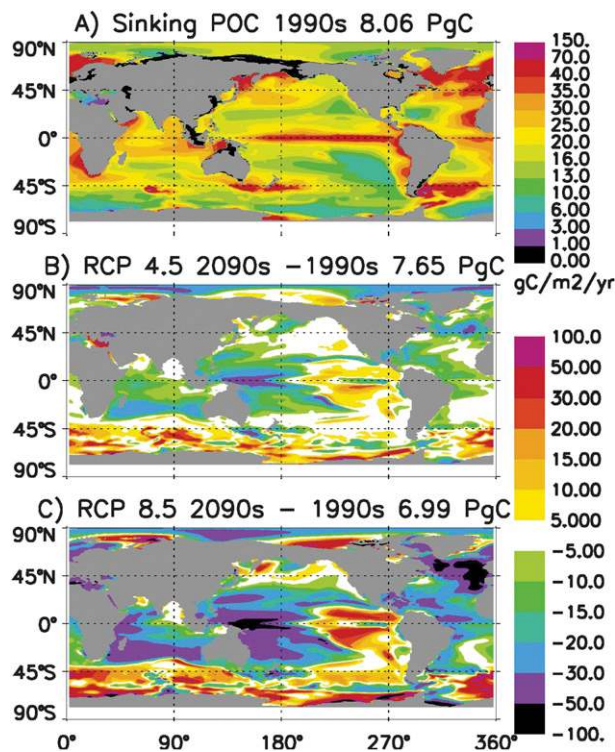 A) Sinking POC 1990s 8.06 PgC
90°N
45°N
0°
45°S
90°S
150.
70.0
40.0
35.0
30.0
25.0
20.0
16.0
13.0
10.0
6.00
3.00
1.00
0.00
gC/m2/yr
B) RCP 4.5 2090s -1990s 7.65 PgC
90°N
45°N
0°
45°S
90°S
100.0
50.00
20.00
15.00
10.00
5.000
C) RCP 8.5 2090s - 1990s 6.99 PgC
90°N
45°N
0°
45°S
90°S
-5.00
-10.0
-15.0
-20.0
-30.0
-50.0
-100.
0° 90° 180° 270° 360°